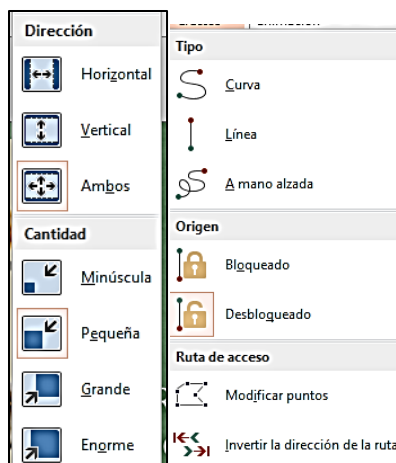 Dirección
Horizontal
Vertical
Ambos
Cantidad
Minúscula
Pequeña
Grande
Enorme
Tipo
Curva
Línea
A mano alzada
Origen
Bloqueado
Desbloqueado
Ruta de acceso
Modificar puntos
Invertir la dirección de la ruta